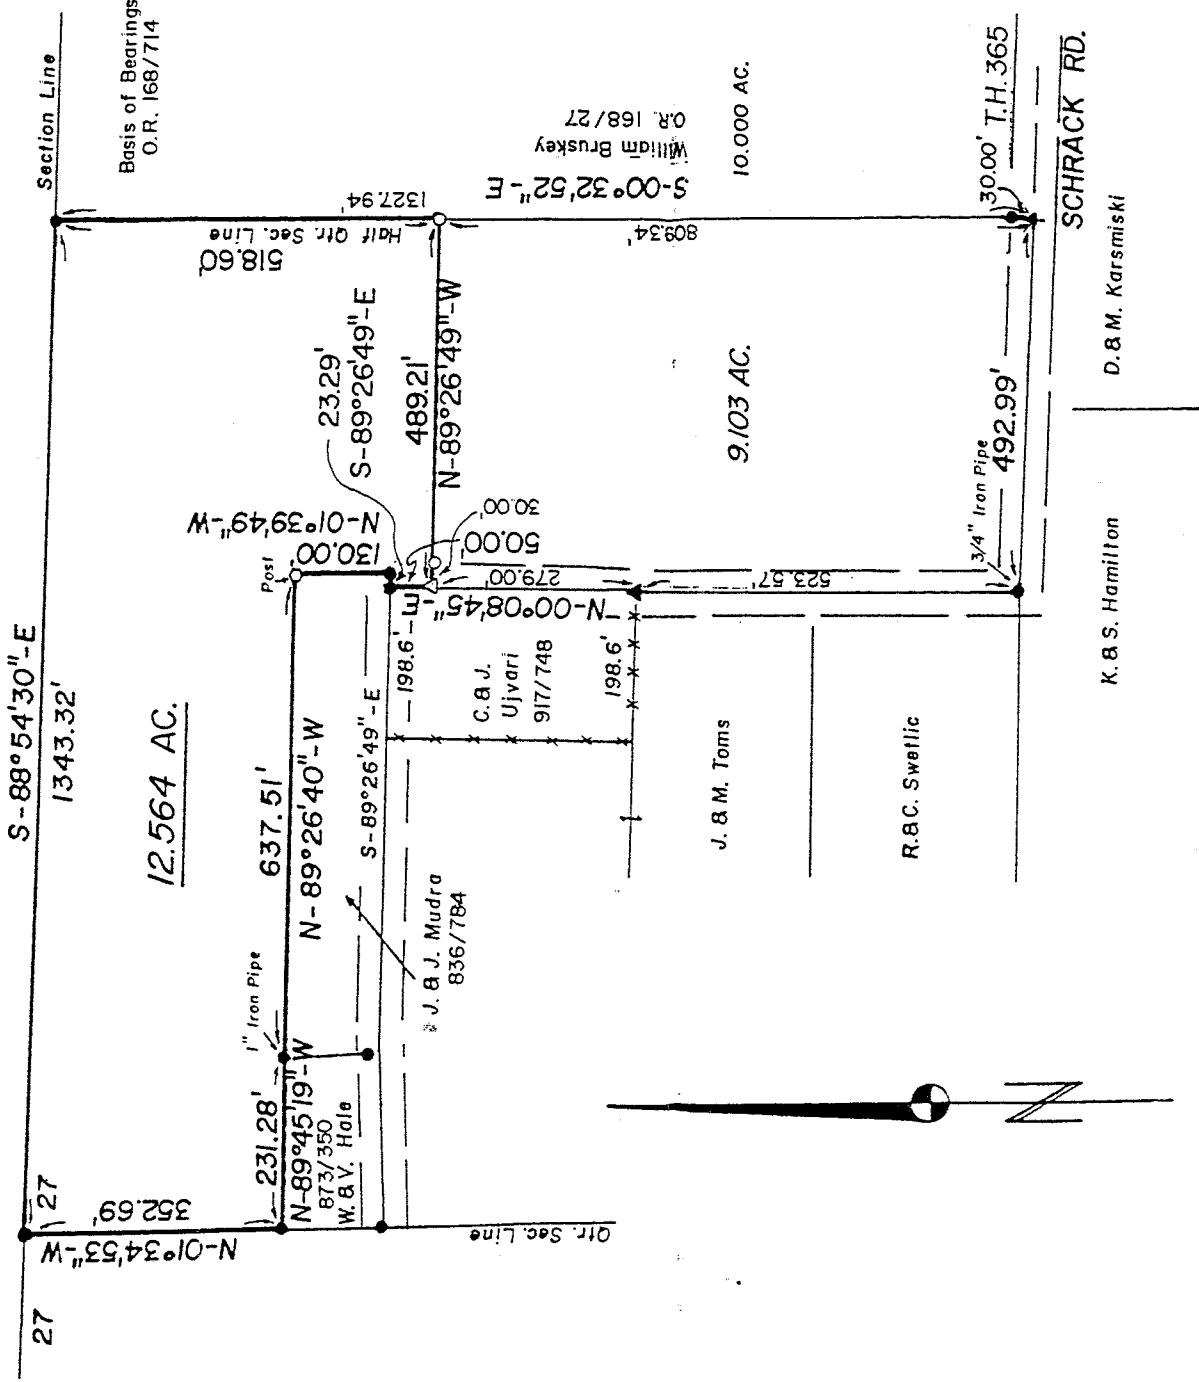 Section Line
Basis of Bearings
O.R. 168/714
S-88°54'30"-E
1343.32'
12.564 AC.
27
27
N-01°34'53"-W
352.69'
231.28'
N-89°45'19"-W
873/350
W. & V. Hale
1" Iron Pipe
637.51'
N-89°26'40"-W
Post
130.00'
N-01°39'49"-W
23.29'
S-89°26'49"-E
489.21'
N-89°26'49"-W
518.60'
Half Qtr. Sec. Line
1327.94'
S-00°32'52"-E
William Bruskey
O.R. 168/27
10.000 AC.
809.34'
30.00'
T.H. 365
SCHRACK RD.
50.00'
30.00'
279.00'
N-00°08'45"-E
523.57'
9.103 AC.
3/4" Iron Pipe
492.99'
S-89°26'49"-E
198.6'
C. & J.
Ujvari
917/748
198.6'
J. & J. Mudra
836/784
J. & M. Toms
R. & C. Swetlic
K. & S. Hamilton
D. & M. Karsmiski
Qtr. Sec. Line
N